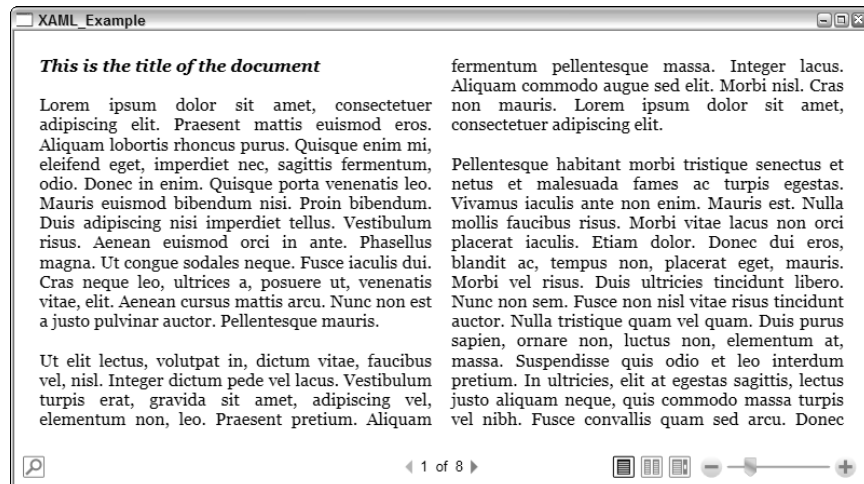 XAML_Example
This is the title of the document
Lorem ipsum dolor sit amet, consectetuer
adipiscing elit. Praesent mattis euismod eros.
Aliquam lobortis rhoncus purus. Quisque enim mi,
eleifend eget, imperdiet nec, sagittis fermentum,
odio. Donec in enim. Quisque porta venenatis leo.
Mauris euismod bibendum nisi. Proin bibendum.
Duis adipiscing nisi imperdiet tellus. Vestibulum
risus. Aenean euismod orci in ante. Phasellus
magna. Ut congue sodales neque. Fusce iaculis dui.
Cras neque leo, ultrices a, posuere ut, venenatis
vitae, elit. Aenean cursus mattis arcu. Nunc non est
a justo pulvinar auctor. Pellentesque mauris.
Ut elit lectus, volutpat in, dictum vitae, faucibus
vel, nisl. Integer dictum pede vel lacus. Vestibulum
turpis erat, gravida sit amet, adipiscing vel,
elementum non, leo. Praesent pretium. Aliquam
fermentum pellentesque massa. Integer lacus.
Aliquam commodo augue sed elit. Morbi nisl. Cras
non mauris. Lorem ipsum dolor sit amet,
consectetuer adipiscing elit.
Pellentesque habitant morbi tristique senectus et
netus et malesuada fames ac turpis egestas.
Vivamus iaculis ante non enim. Mauris est. Nulla
mollis faucibus risus. Morbi vitae lacus non orci
placerat iaculis. Etiam dolor. Donec dui eros,
blandit ac, tempus non, placerat eget, mauris.
Morbi vel risus. Duis ultricies tincidunt libero.
Nunc non sem. Fusce non nisl vitae risus tincidunt
auctor. Nulla tristique quam vel quam. Duis purus
sapien, ornare non, luctus non, elementum at,
massa. Suspendisse quis odio et leo interdum
pretium. In ultricies, elit at egestas sagittis, lectus
justo aliquam neque, quis commodo massa turpis
vel nibh. Fusce convallis quam sed arcu. Donec
1 of 8